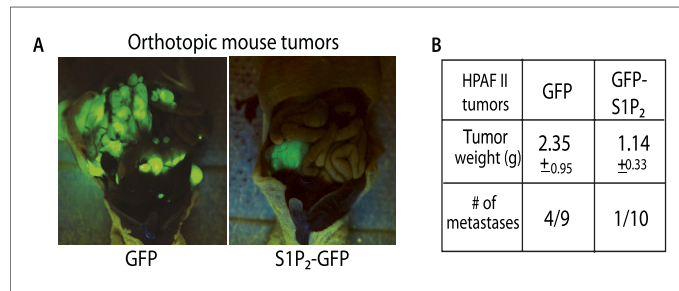 A
Orthotopic mouse tumors
GFP
S1P₂-GFP
B
HPAF II
tumors
GFP
GFP-
S1P₂
Tumor
weight (g)
2.35
±0.95
1.14
±0.33
# of
metastases
4/9
1/10